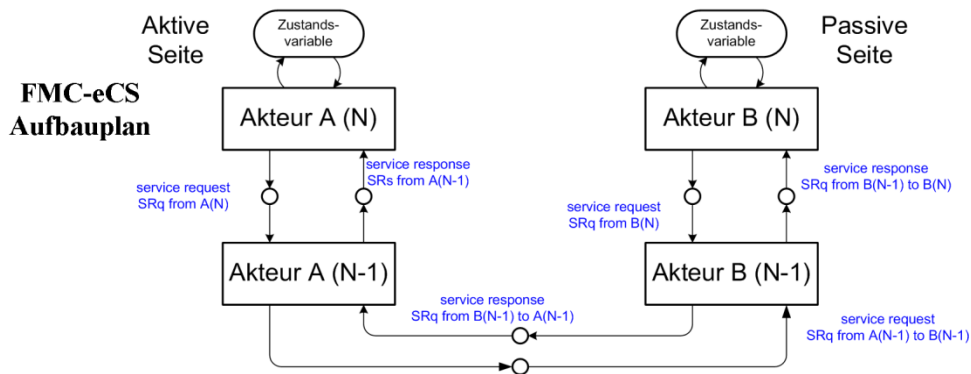 Aktive
Seite
Zustands-
variable
Zustands-
variable
Passive
Seite
FMC-eCS
Aufbauplan
Akteur A (N)
Akteur B (N)
service request
SRq from A(N)
service response
SRs from A(N-1)
service request
SRq from B(N)
service response
SRq from B(N-1) to B(N)
Akteur A (N-1)
Akteur B (N-1)
service response
SRq from B(N-1) to A(N-1)
service request
SRq from A(N-1) to B(N-1)